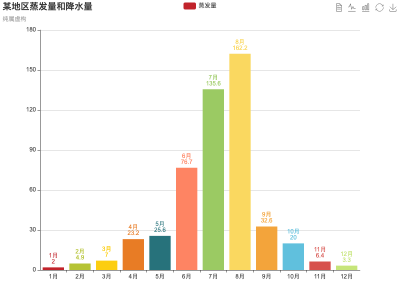 某地区蒸发量和降水量
纯属虚构
蒸发量
180
150
120
90
60
30
0
1月
2
2月
4.9
3月
7
4月
23.2
5月
25.6
6月
76.7
7月
135.6
8月
162.2
9月
32.6
10月
20
11月
6.4
12月
3.3
1月 2月 3月 4月 5月 6月 7月 8月 9月 10月 11月 12月